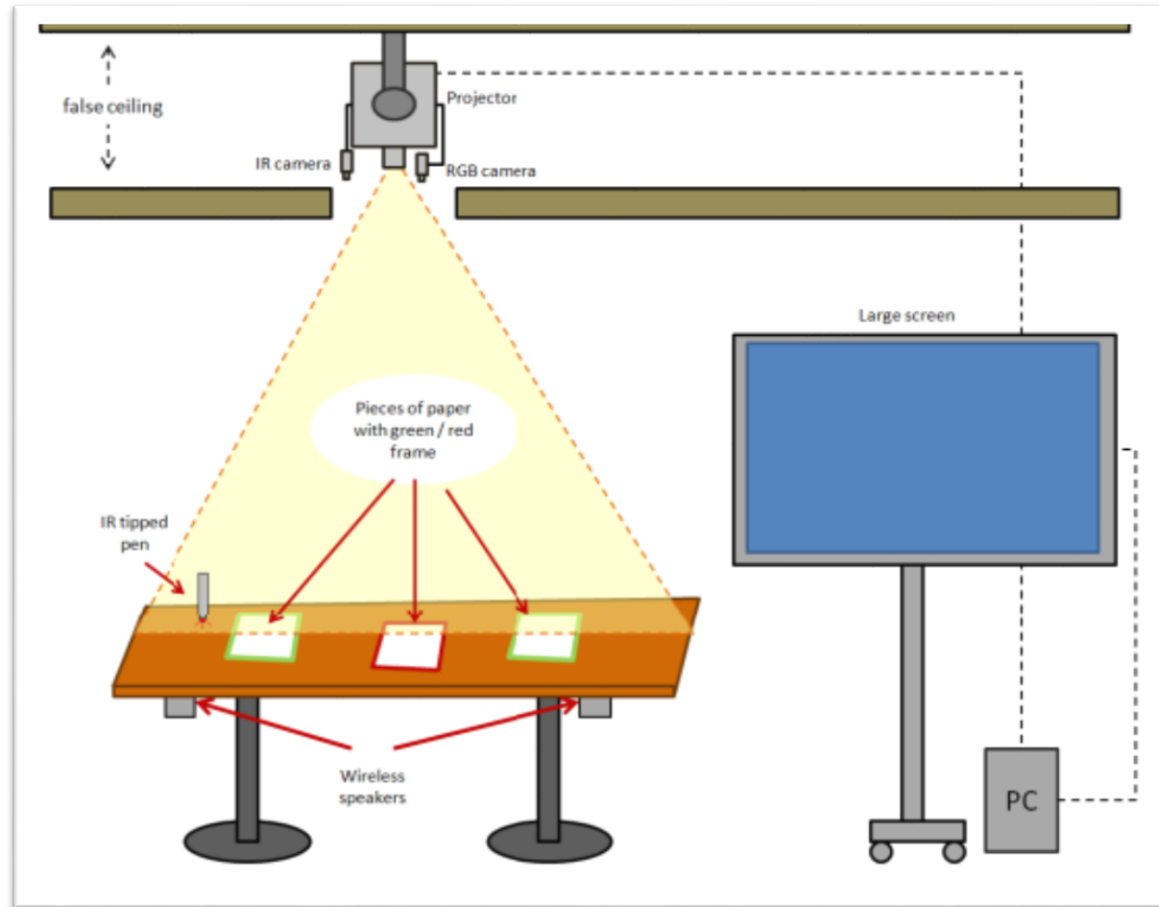 false ceiling
Projector
IR camera
RGB camera
Large screen
Pieces of paper
with green / red
frame
IR tipped
pen
Wireless
speakers
PC